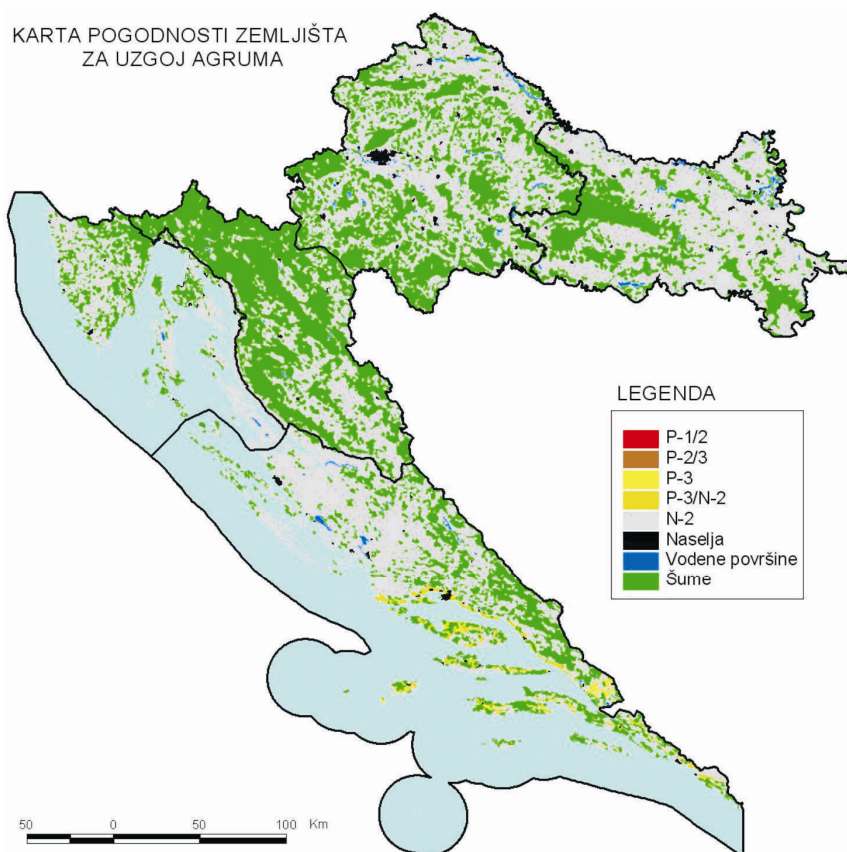 KARTA POGODNOSTI ZEMLJIŠTA
ZA UZGOJ AGRUMA
LEGENDA
P-1/2
P-2/3
P-3
P-3/N-2
N-2
Naselja
Vodene površine
Šume
50 0 50 100 Km